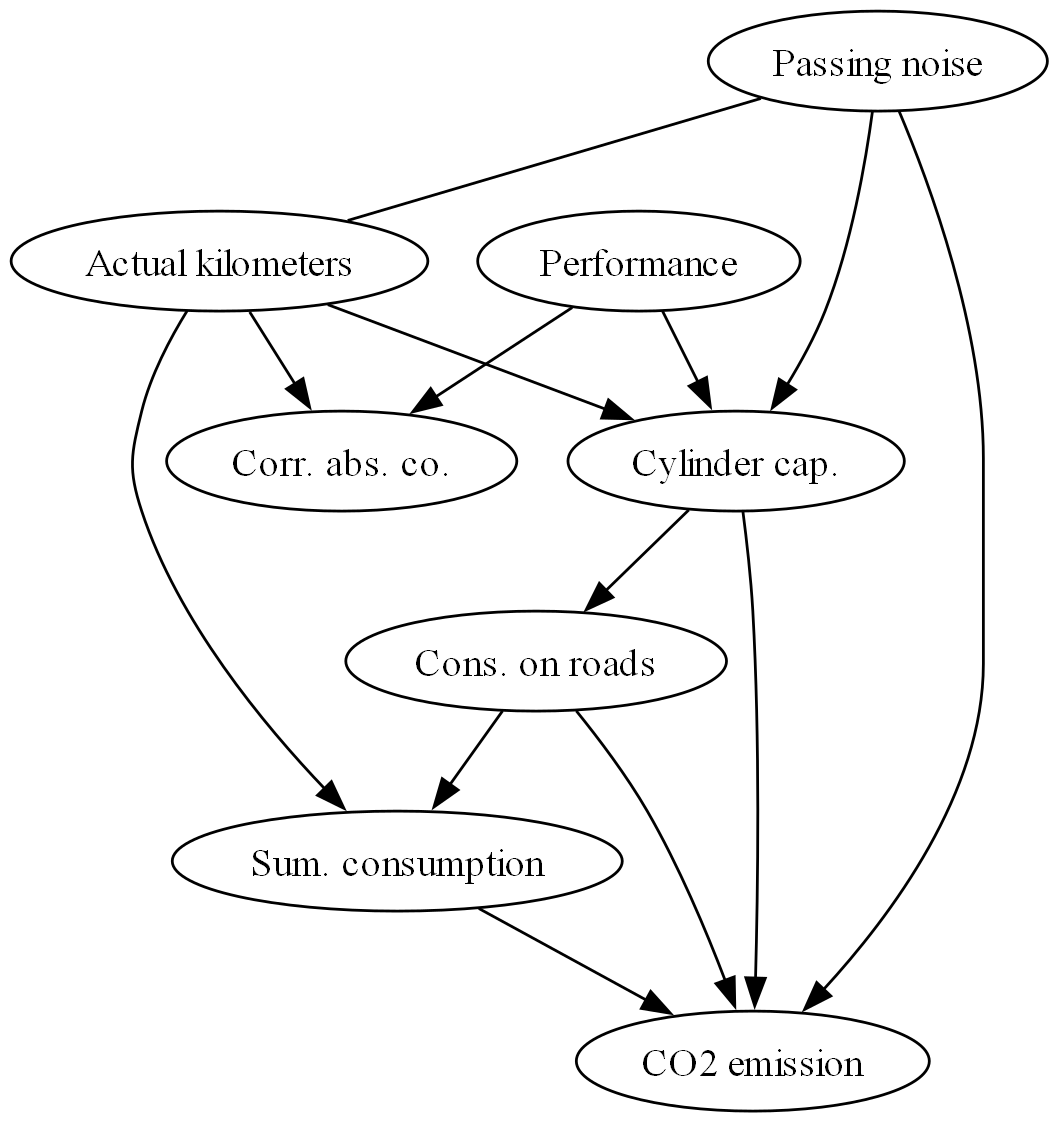 Passing noise
Actual kilometers
Performance
Corr. abs. co.
Cylinder cap.
Cons. on roads
Sum. consumption
CO2 emission